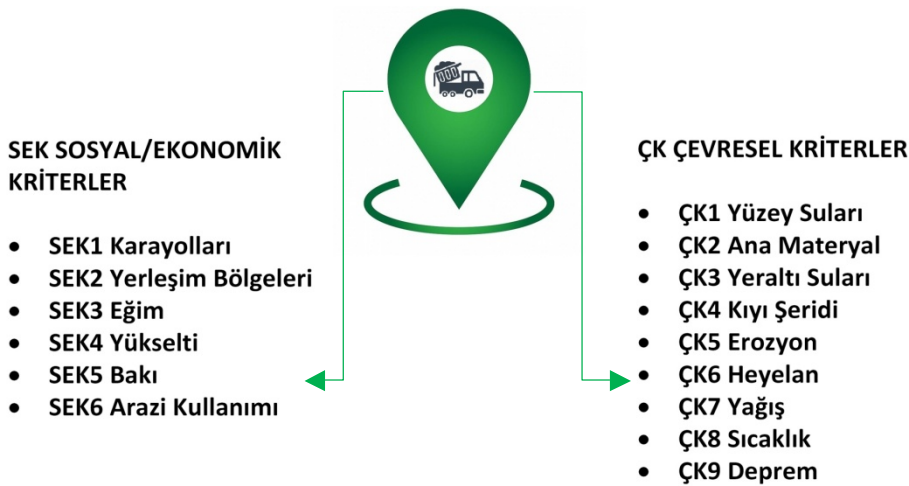 SEK SOSYAL/EKONOMİK
KRİTERLER
• SEK1 Karayolları
• SEK2 Yerleşim Bölgeleri
• SEK3 Eğim
• SEK4 Yükselti
• SEK5 Bakı
• SEK6 Arazi Kullanımı
ÇK ÇEVRESEL KRİTERLER
• ÇK1 Yüzey Suları
• ÇK2 Ana Materyal
• ÇK3 Yeraltı Suları
• ÇK4 Kıyı Şeridi
• ÇK5 Erozyon
• ÇK6 Heyelan
• ÇK7 Yağış
• ÇK8 Sıcaklık
• ÇK9 Deprem